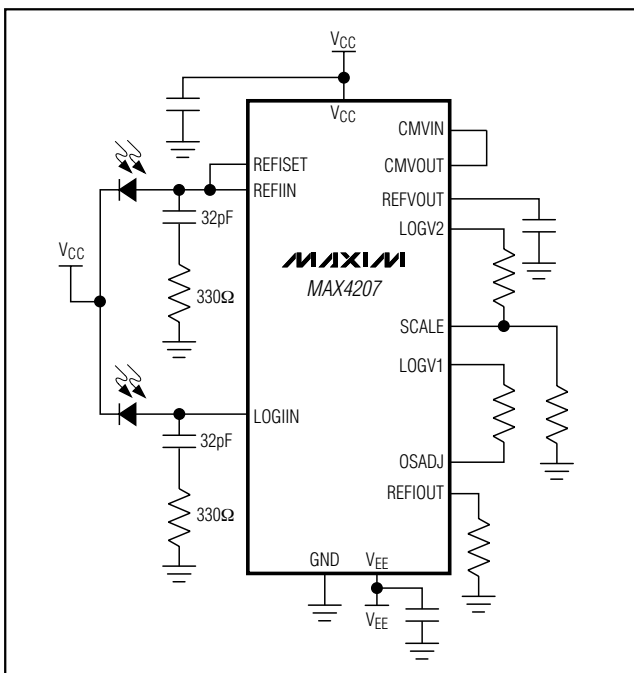 VCC
VCC
REFISET
REFIIN
32pF
330Ω
VCC
LOGIIN
32pF
330Ω
MAXIM
MAX4207
CMVIN
CMVOUT
REFVOUT
LOGV2
SCALE
LOGV1
OSADJ
REFIOUT
GND
VEE
VEE